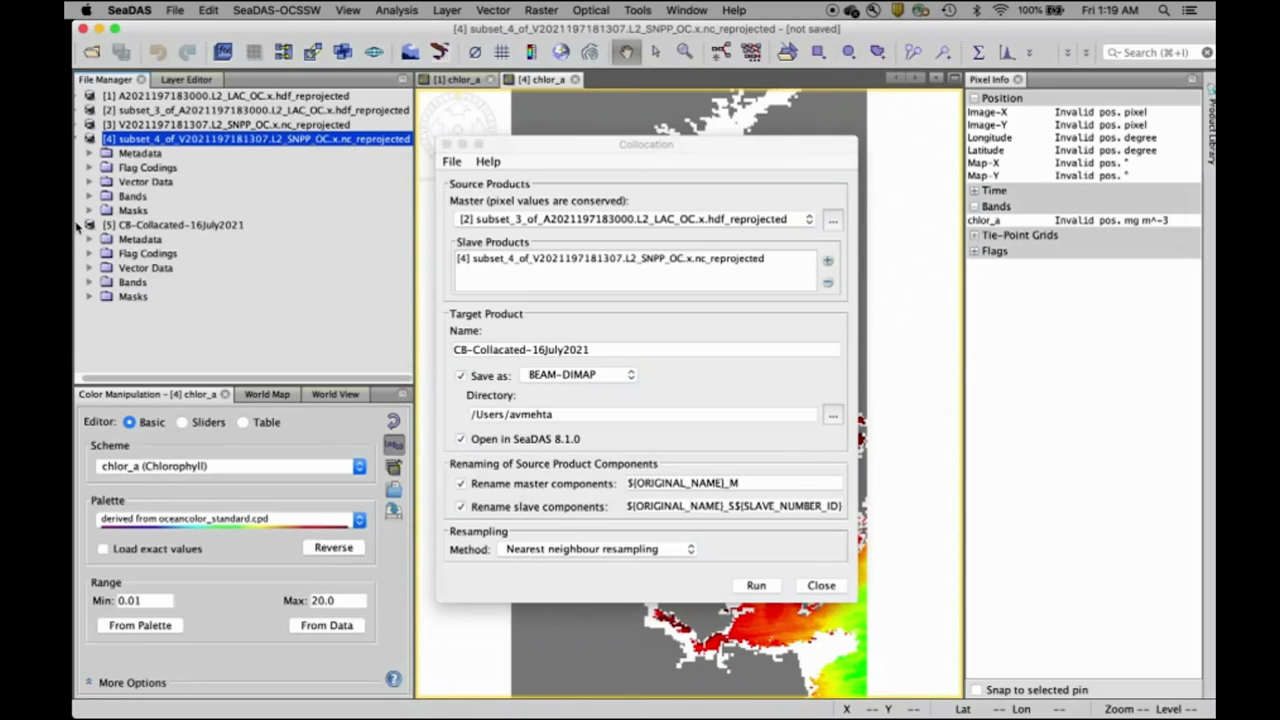 SeaDAS File Edit SeaDAS-OCSSW View Analysis Layer Vector Raster Optical Tools Window Help 100% Fri 1:19 AM
[4] subset_4_of_V2021197181307.L2_SNPP_OC.x.nc_reprojected - [not saved]
Search (⌘+I)
File Manager Layer Editor
[1] A2021197183000.L2_LAC_OC.x.hdf_reprojected
[2] subset_3_of_A2021197183000.L2_LAC_OC.x.hdf_reprojected
[3] V2021197181307.L2_SNPP_OC.x.nc_reprojected
[4] subset_4_of_V2021197181307.L2_SNPP_OC.x.nc_reprojected
Metadata
Flag Codings
Vector Data
Bands
Masks
[5] CB-Collacated-16July2021
Metadata
Flag Codings
Vector Data
Bands
Masks
Color Manipulation - [4] chlor_a World Map World View
Editor: Basic Sliders Table
Scheme
chlor_a (Chlorophyll)
Palette
derived from oceancolor_standard.cpd
Load exact values Reverse
Range
Min: 0.01 Max: 20.0
From Palette From Data
More Options
[1] chlor_a [4] chlor_a
Collocation
File Help
Source Products
Master (pixel values are conserved):
[2] subset_3_of_A2021197183000.L2_LAC_OC.x.hdf_reprojected ...
Slave Products
[4] subset_4_of_V2021197181307.L2_SNPP_OC.x.nc_reprojected
Target Product
Name:
CB-Collacated-16July2021
Save as: BEAM-DIMAP
Directory:
/Users/avmehta ...
Open in SeaDAS 8.1.0
Renaming of Source Product Components
Rename master components: ${ORIGINAL_NAME}_M
Rename slave components: ${ORIGINAL_NAME}_S${SLAVE_NUMBER_ID}
Resampling
Method: Nearest neighbour resampling
Run Close
Pixel Info
Position
Image-X Invalid pos. pixel
Image-Y Invalid pos. pixel
Longitude Invalid pos. degree
Latitude Invalid pos. degree
Map-X Invalid pos. °
Map-Y Invalid pos. °
Time
Bands
chlor_a Invalid pos. mg m^-3
Tie-Point Grids
Flags
Snap to selected pin
Product Library
X -- Y -- Lat -- Lon -- Zoom -- Level --